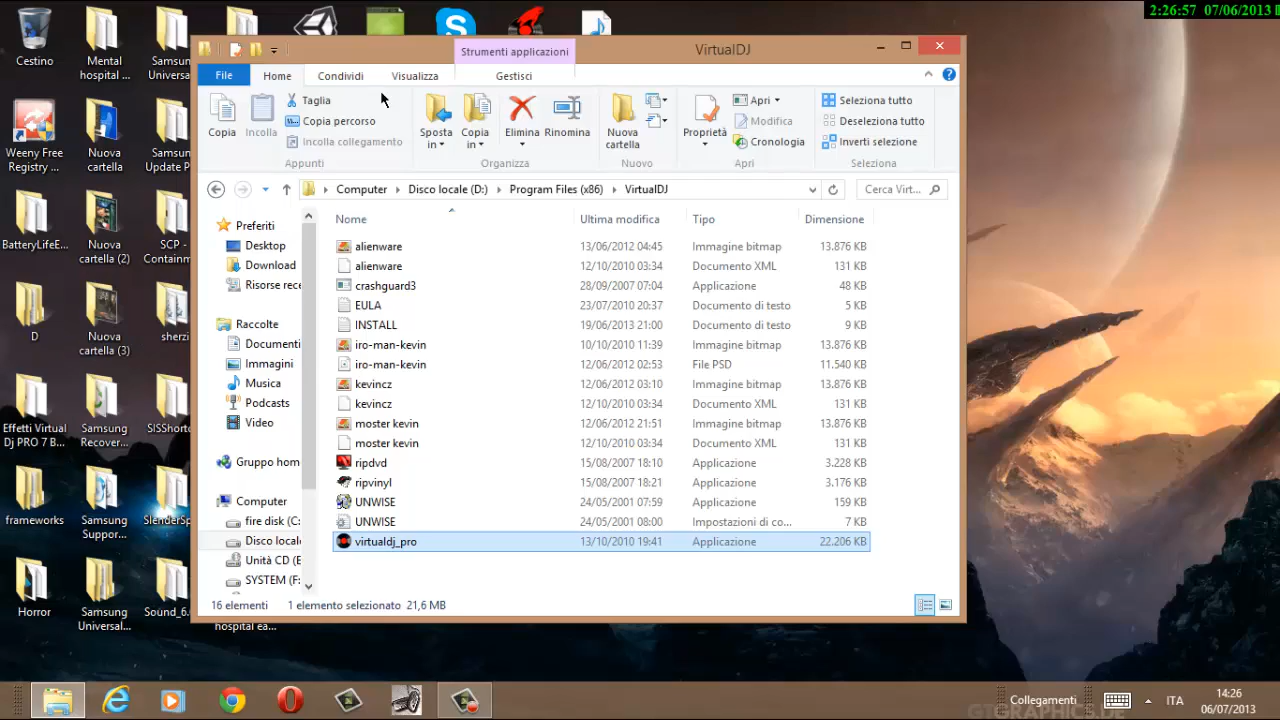 2:26:57 07/06/2013
Cestino
Mental
hospital ...
Samsung
Universa
Weeny Free
Registry ...
Nuova
cartella
Samsun
Update P
BatteryLifeE...
Nuova
cartella (2)
SCP -
Containm
D
Nuova
cartella (3)
sherzi
Effetti Virtual
Dj PRO 7 B...
Samsung
Recover...
SISShorto
frameworks
Samsung
Suppor...
SlenderSp
Horror
Samsung
Universal...
Sound_6.
hospital ea...
Strumenti applicazioni
VirtualDJ
File
Home
Condividi
Visualizza
Gestisci
Copia
Incolla
Taglia
Copia percorso
Incolla collegamento
Appunti
Sposta
in
Copia
in
Elimina
Rinomina
Organizza
Nuova
cartella
Nuovo
Proprietà
Apri
Modifica
Cronologia
Apri
Seleziona tutto
Deseleziona tutto
Inverti selezione
Seleziona
Computer
Disco locale (D:)
Program Files (x86)
VirtualDJ
Cerca Virt...
Preferiti
Desktop
Download
Risorse rece
Raccolte
Documenti
Immagini
Musica
Podcasts
Video
Gruppo hom
Computer
fire disk (C:
Disco locale
Unità CD (E
SYSTEM (F:
Nome Ultima modifica Tipo Dimensione
alienware 13/06/2012 04:45 Immagine bitmap 13.876 KB
alienware 12/10/2010 03:34 Documento XML 131 KB
crashguard3 28/09/2007 07:04 Applicazione 48 KB
EULA 23/07/2010 20:37 Documento di testo 5 KB
INSTALL 19/06/2013 21:00 Documento di testo 9 KB
iro-man-kevin 10/10/2010 11:39 Immagine bitmap 13.876 KB
iro-man-kevin 12/06/2012 02:53 File PSD 11.540 KB
kevincz 12/06/2012 03:10 Immagine bitmap 13.876 KB
kevincz 12/10/2010 03:34 Documento XML 131 KB
moster kevin 12/06/2012 21:51 Immagine bitmap 13.876 KB
moster kevin 12/10/2010 03:34 Documento XML 131 KB
ripdvd 15/08/2007 18:10 Applicazione 3.228 KB
ripvinyl 15/08/2007 18:21 Applicazione 3.176 KB
UNWISE 24/05/2001 07:59 Applicazione 159 KB
UNWISE 24/05/2001 08:00 Impostazioni di co... 7 KB
virtualdj_pro 13/10/2010 19:41 Applicazione 22.206 KB
16 elementi 1 elemento selezionato 21,6 MB
Collegamenti
ITA
14:26
06/07/2013
GTGRAPHICS.DE